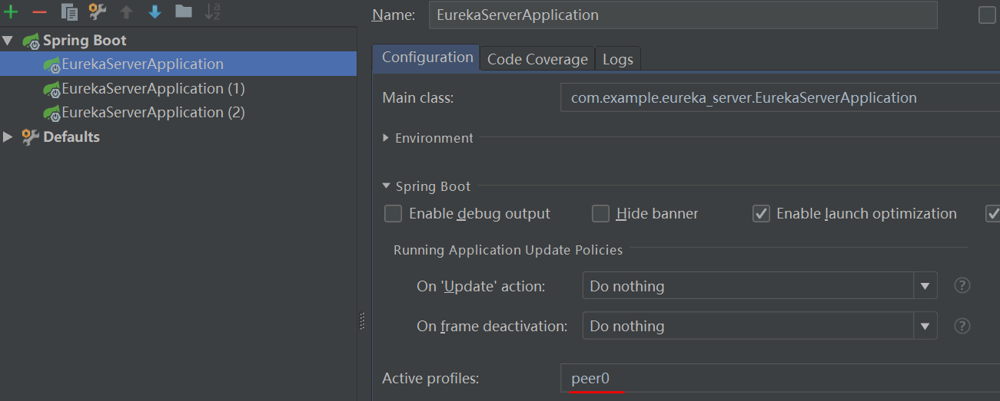 Name: EurekaServerApplication
Spring Boot
EurekaServerApplication
EurekaServerApplication (1)
EurekaServerApplication (2)
Defaults
Configuration Code Coverage Logs
Main class: com.example.eureka_server.EurekaServerApplication
Environment
Spring Boot
Enable debug output Hide banner Enable launch optimization
Running Application Update Policies
On 'Update' action: Do nothing ?
On frame deactivation: Do nothing ?
Active profiles: peer0